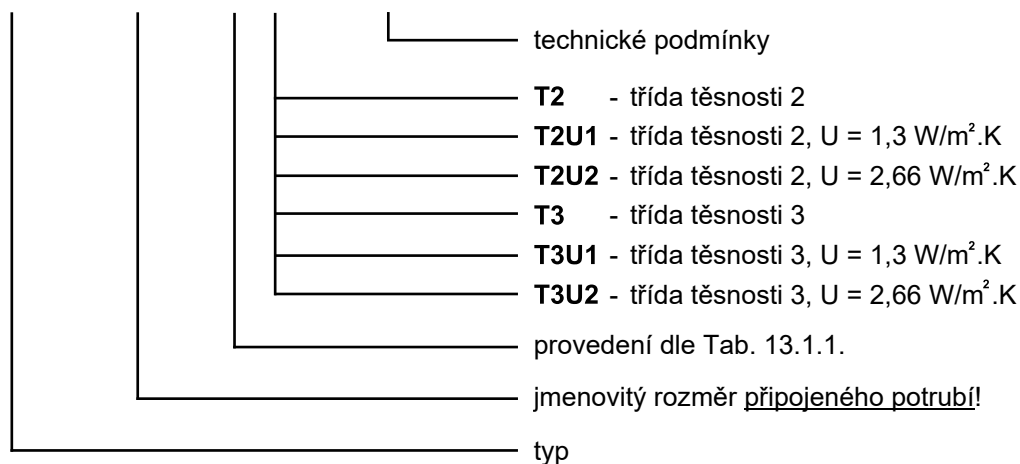 technické podmínky
T2 - třída těsnosti 2
T2U1 - třída těsnosti 2, U = 1,3 W/m².K
T2U2 - třída těsnosti 2, U = 2,66 W/m².K
T3 - třída těsnosti 3
T3U1 - třída těsnosti 3, U = 1,3 W/m².K
T3U2 - třída těsnosti 3, U = 2,66 W/m².K
provedení dle Tab. 13.1.1.
jmenovitý rozměr připojeného potrubí!
typ